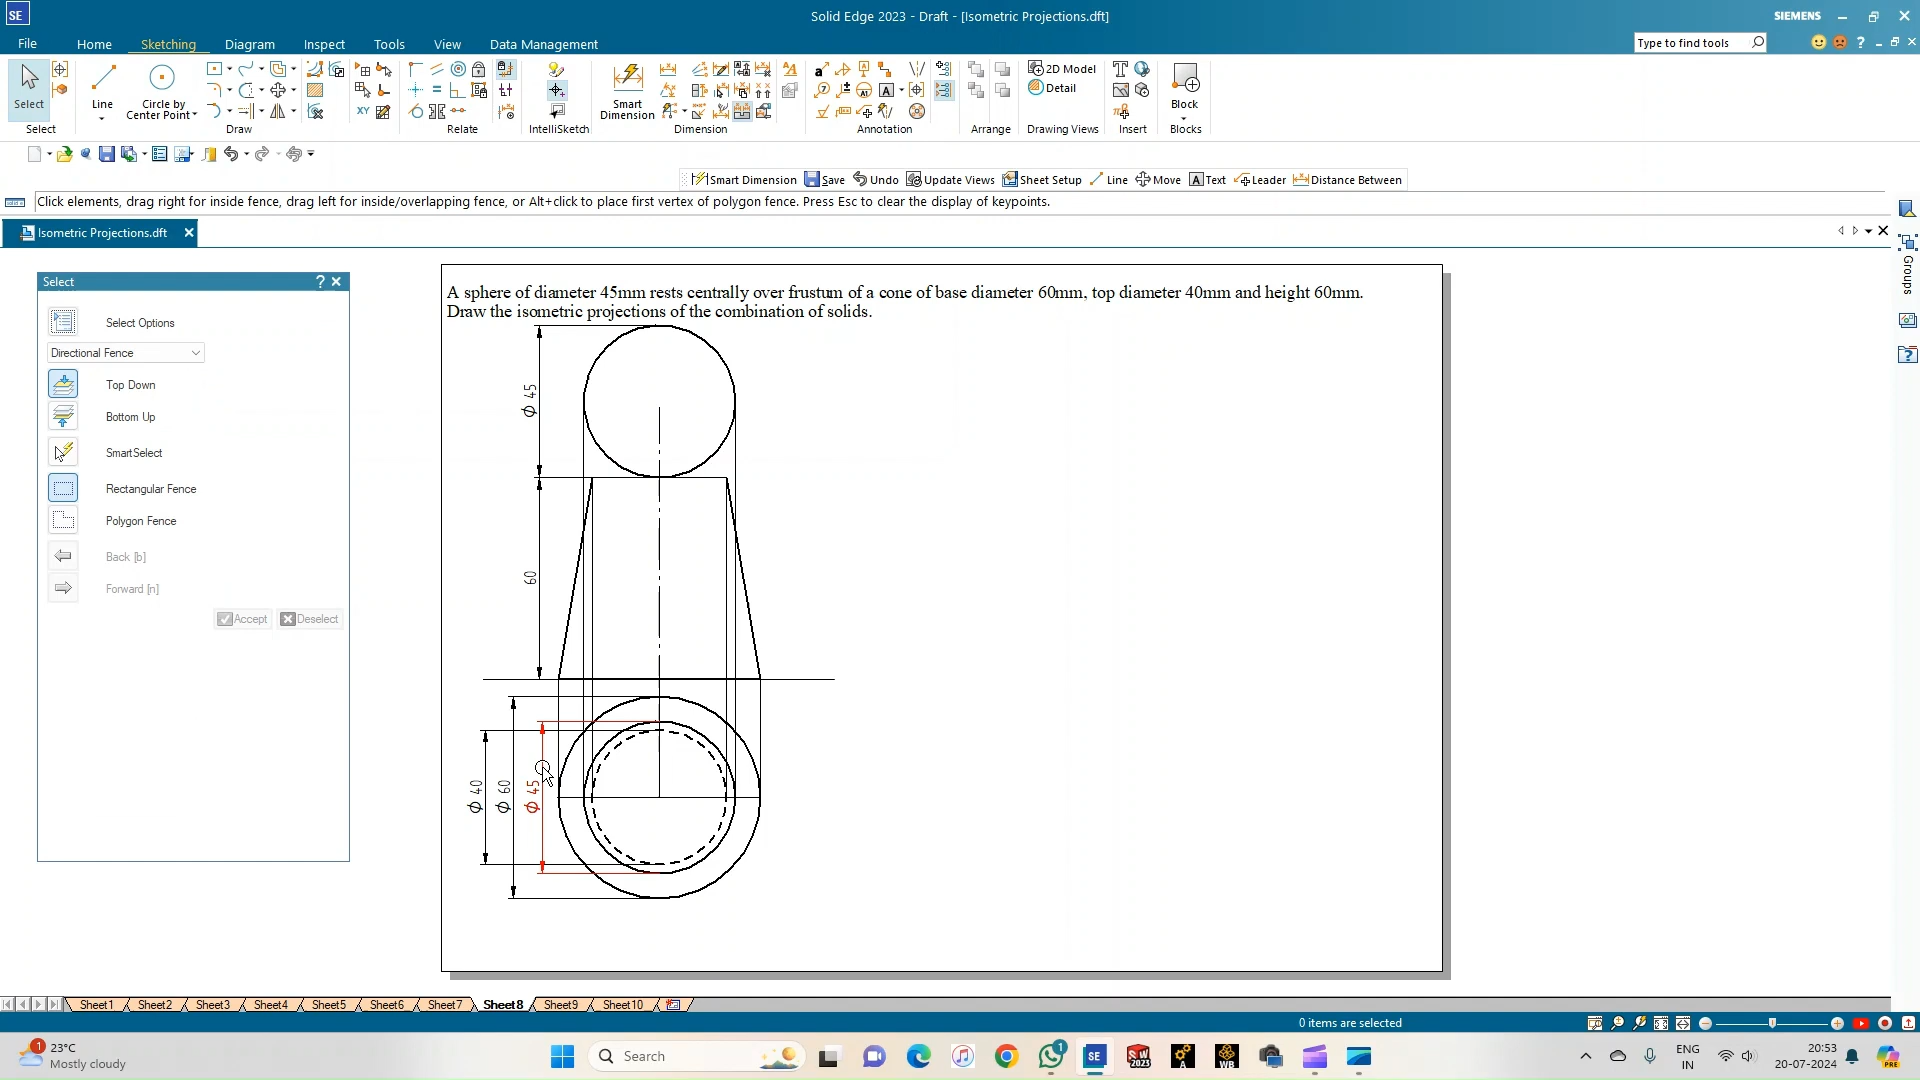 SE
Solid Edge 2023 - Draft - [Isometric Projections.dft]
SIEMENS
File
Home
Sketching
Diagram
Inspect
Tools
View
Data Management
Type to find tools
Select
Line
Circle by
Center Point
Smart
Dimension
2D Model
Detail
Block
Select
Draw
Relate
IntelliSketch
Dimension
Annotation
Arrange
Drawing Views
Insert
Blocks
Smart Dimension
Save
Undo
Update Views
Sheet Setup
Line
Move
Text
Leader
Distance Between
Click elements, drag right for inside fence, drag left for inside/overlapping fence, or Alt+click to place first vertex of polygon fence. Press Esc to clear the display of keypoints.
Isometric Projections.dft
Groups
Select
Select Options
Directional Fence
Top Down
Bottom Up
SmartSelect
Rectangular Fence
Polygon Fence
Back [b]
Forward [n]
Accept
Deselect
A sphere of diameter 45mm rests centrally over frustum of a cone of base diameter 60mm, top diameter 40mm and height 60mm.
Draw the isometric projections of the combination of solids.
ϕ 45
60
ϕ 40
ϕ 60
ϕ 45
Sheet1
Sheet2
Sheet3
Sheet4
Sheet5
Sheet6
Sheet7
Sheet8
Sheet9
Sheet10
0 items are selected
1
23°C
Mostly cloudy
Search
1
SE
ENG
IN
20:53
20-07-2024